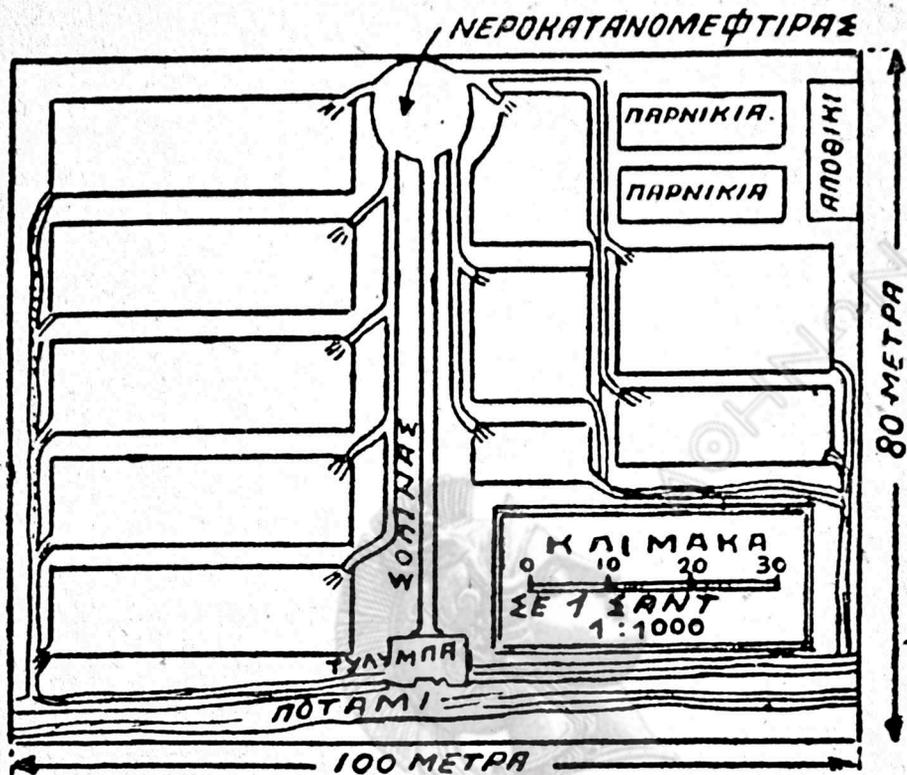 ΝΕΡΟΚΑΤΑΝΟΜΕΦΤΙΡΑΣ
ΠΑΡΝΙΚΙΑ.
ΑΠΟΘΙΚΙ
ΠΑΡΝΙΚΙΑ
80 ΜΕΤΡΑ
ΣΟΛΙΝΑΣ
ΚΛΙΜΑΚΑ
0 10 20 30
ΣΕ 1 ΣΑΝΤ
1:1000
ΤΥΛΥΜΠΑ
ΠΟΤΑΜΙ
100 ΜΕΤΡΑ